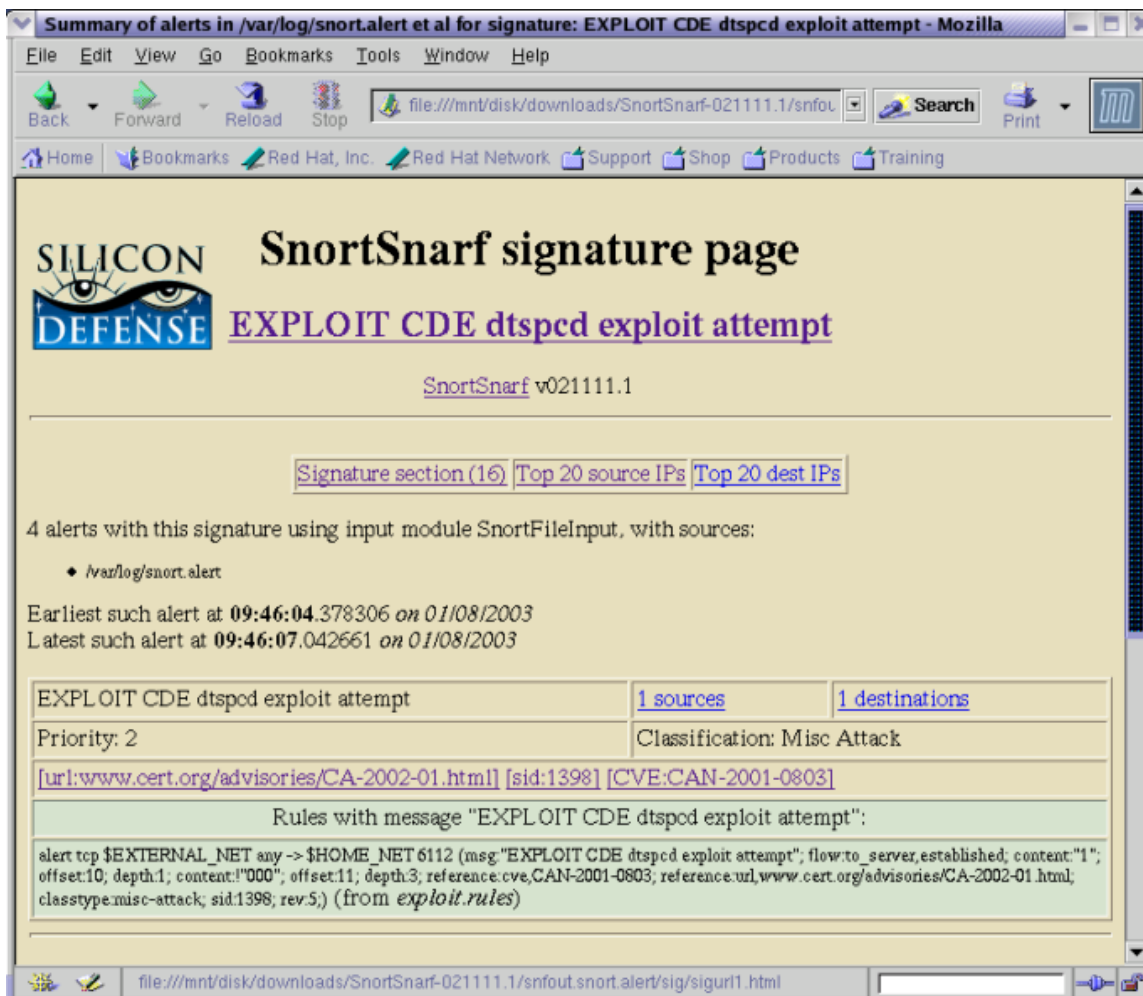 Summary of alerts in /var/log/snort.alert et al for signature: EXPLOIT CDE dtspcd exploit attempt - Mozilla
File Edit View Go Bookmarks Tools Window Help
Back Forward Reload Stop file:///mnt/disk/downloads/SnortSnarf-021111.1/snfou Search Print
Home Bookmarks Red Hat, Inc. Red Hat Network Support Shop Products Training
SILICON DEFENSE
SnortSnarf signature page
EXPLOIT CDE dtspcd exploit attempt
SnortSnarf v021111.1
Signature section (16) Top 20 source IPs Top 20 dest IPs
4 alerts with this signature using input module SnortFileInput, with sources:
/var/log/snort.alert
Earliest such alert at 09:46:04.378306 on 01/08/2003
Latest such alert at 09:46:07.042661 on 01/08/2003
EXPLOIT CDE dtspcd exploit attempt 1 sources 1 destinations
Priority: 2 Classification: Misc Attack
[url:www.cert.org/advisories/CA-2002-01.html] [sid:1398] [CVE:CAN-2001-0803]
Rules with message "EXPLOIT CDE dtspcd exploit attempt":
alert tcp $EXTERNAL_NET any -> $HOME_NET 6112 (msg:"EXPLOIT CDE dtspcd exploit attempt"; flow:to_server,established; content:"1";
offset:10; depth:1; content:!"000"; offset:11; depth:3; reference:cve,CAN-2001-0803; reference:url,www.cert.org/advisories/CA-2002-01.html;
classtype:misc-attack; sid:1398; rev:5;) (from exploit.rules)
file:///mnt/disk/downloads/SnortSnarf-021111.1/snfout.snort.alert/sig/sigurl1.html